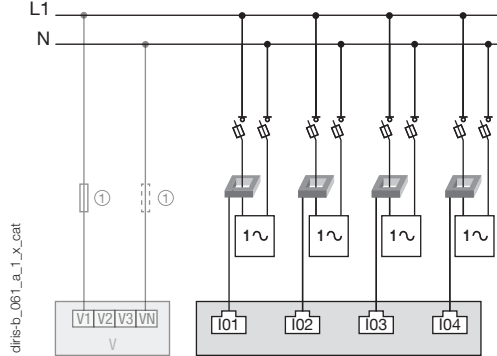 L1
N
① ①
1∿ 1∿ 1∿ 1∿
diris-b_061_a_1_x_cat
V1 V2 V3 VN
V
I01 I02 I03 I04